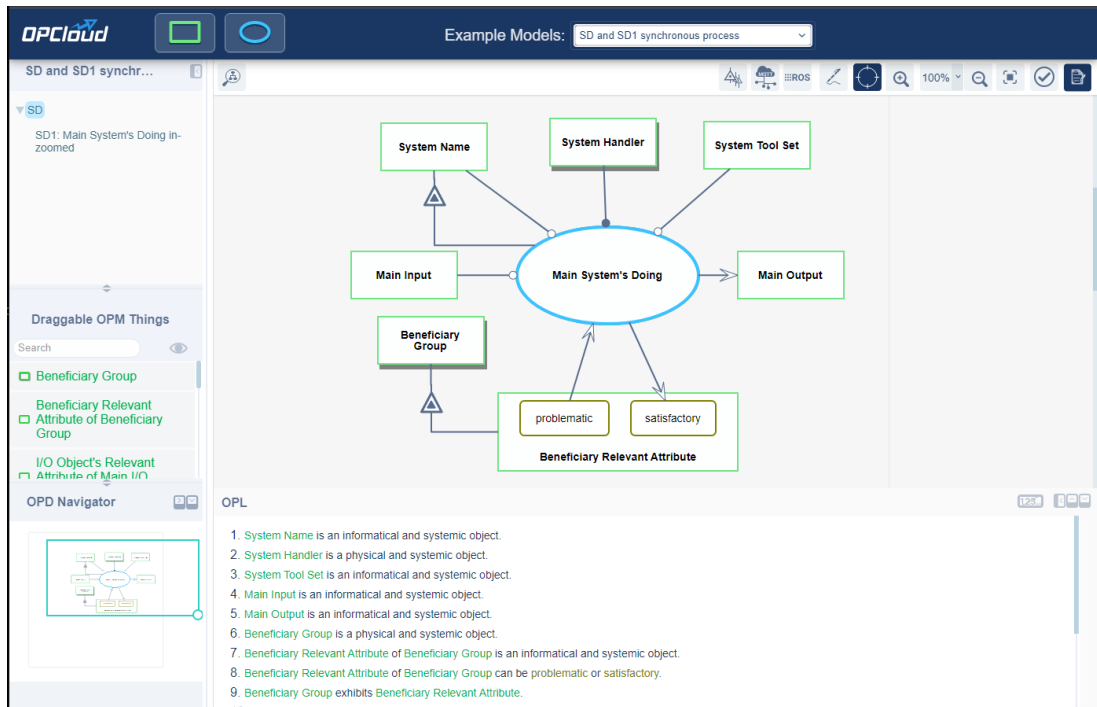 OPCloud
Example Models:
SD and SD1 synchronous process
SD and SD1 synchr...
ROS
100%
SD
SD1: Main System's Doing in-
zoomed
System Name
System Handler
System Tool Set
Main Input
Main System's Doing
Main Output
Beneficiary
Group
problematic
satisfactory
Beneficiary Relevant Attribute
Draggable OPM Things
Search
Beneficiary Group
Beneficiary Relevant
Attribute of Beneficiary
Group
I/O Object's Relevant
Attribute of Main I/O
OPD Navigator
OPL
123..
1. System Name is an informatical and systemic object.
2. System Handler is a physical and systemic object.
3. System Tool Set is an informatical and systemic object.
4. Main Input is an informatical and systemic object.
5. Main Output is an informatical and systemic object.
6. Beneficiary Group is a physical and systemic object.
7. Beneficiary Relevant Attribute of Beneficiary Group is an informatical and systemic object.
8. Beneficiary Relevant Attribute of Beneficiary Group can be problematic or satisfactory.
9. Beneficiary Group exhibits Beneficiary Relevant Attribute.